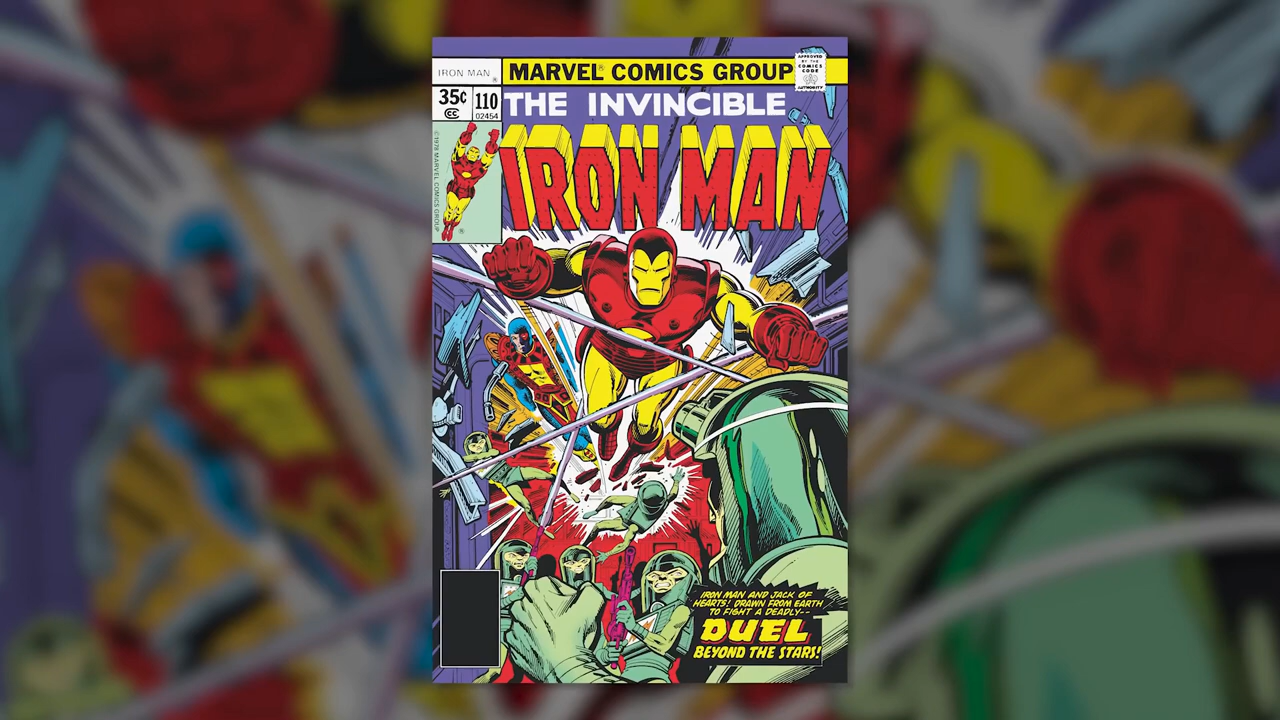 IRON MAN ®
MARVEL® COMICS GROUP
APPROVED
BY THE
COMICS
CODE
AUTHORITY
35¢
CC
110
02454
THE INVINCIBLE
IRON MAN
©1978 MARVEL COMICS GROUP
®
IRON MAN AND JACK OF
HEARTS! DRAWN FROM EARTH
TO FIGHT A DEADLY--
DUEL
BEYOND THE STARS!